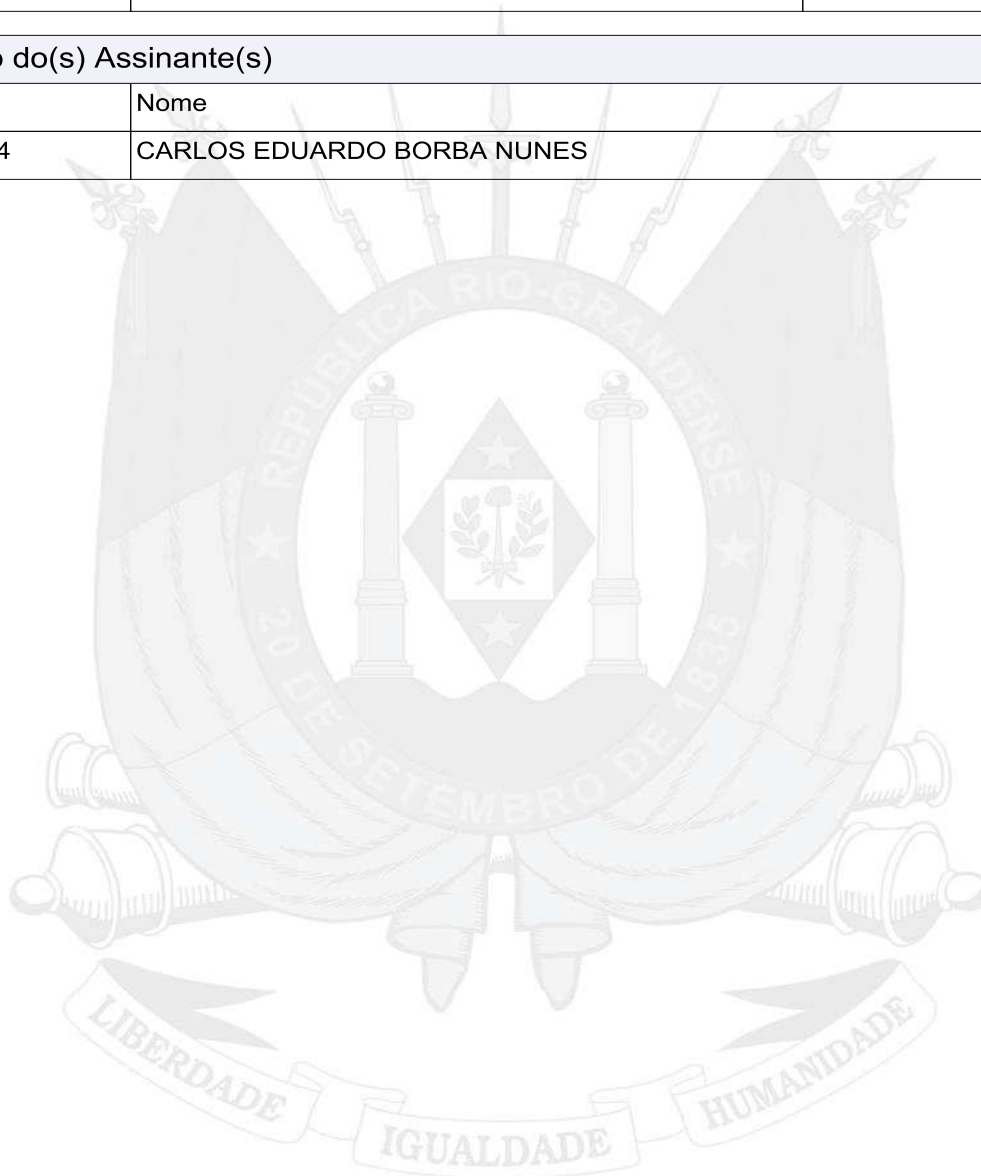 o do(s) Assinante(s)
Nome
4 CARLOS EDUARDO BORBA NUNES
REPÚBLICA RIO-GRANDENSE
20 DE SETEMBRO DE 1835
LIBERDADE IGUALDADE HUMANIDADE